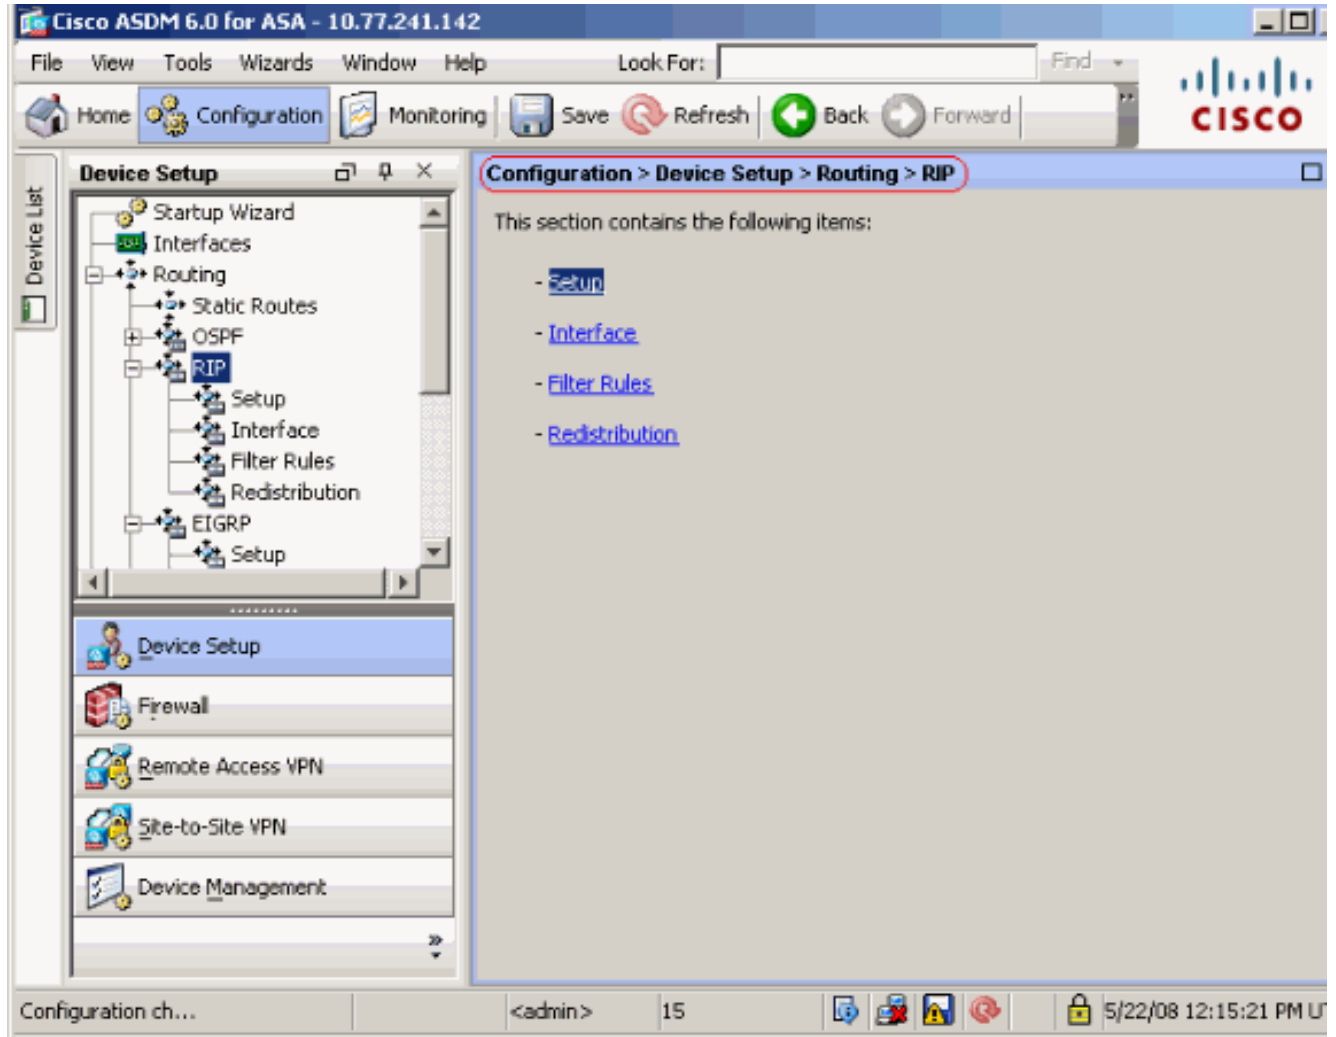 Cisco ASDM 6.0 for ASA - 10.77.241.142
File View Tools Wizards Window Help Look For: Find
Home Configuration Monitoring Save Refresh Back Forward
CISCO
Device List
Device Setup
Startup Wizard
Interfaces
Routing
Static Routes
OSPF
RIP
Setup
Interface
Filter Rules
Redistribution
EIGRP
Setup
Device Setup
Firewall
Remote Access VPN
Site-to-Site VPN
Device Management
Configuration > Device Setup > Routing > RIP
This section contains the following items:
- Setup
- Interface
- Filter Rules
- Redistribution
Configuration ch... <admin> 15 5/22/08 12:15:21 PM